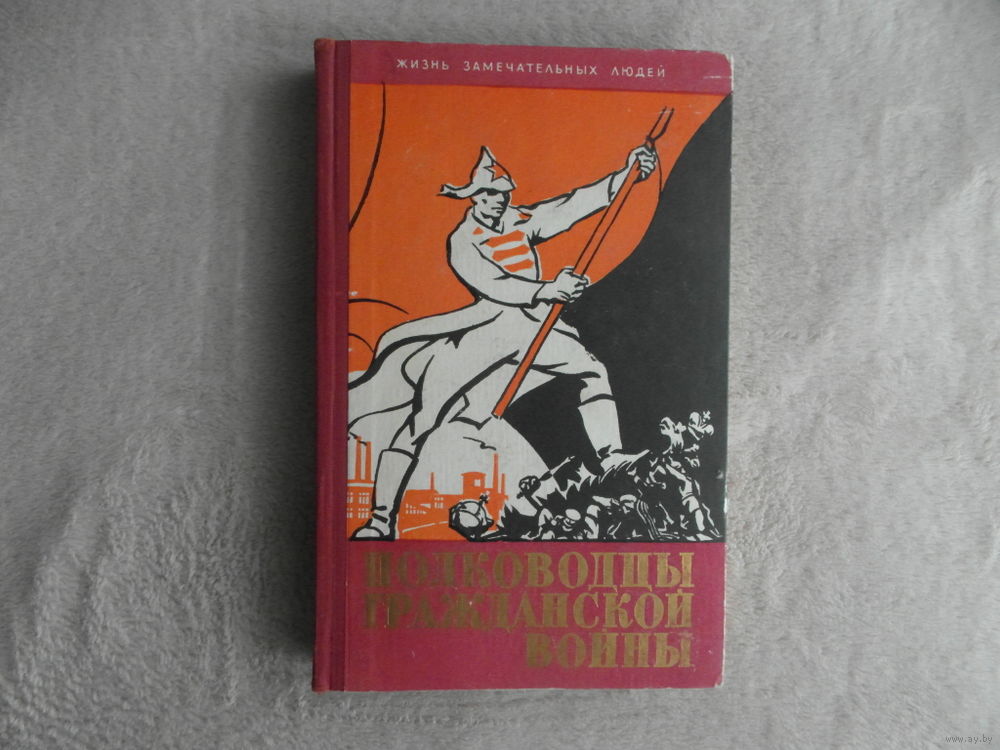 ЖИЗНЬ ЗАМЕЧАТЕЛЬНЫХ ЛЮДЕЙ
ПОЛКОВОДЦЫ
ГРАЖДАНСКОЙ
ВОЙНЫ
www.ay.by